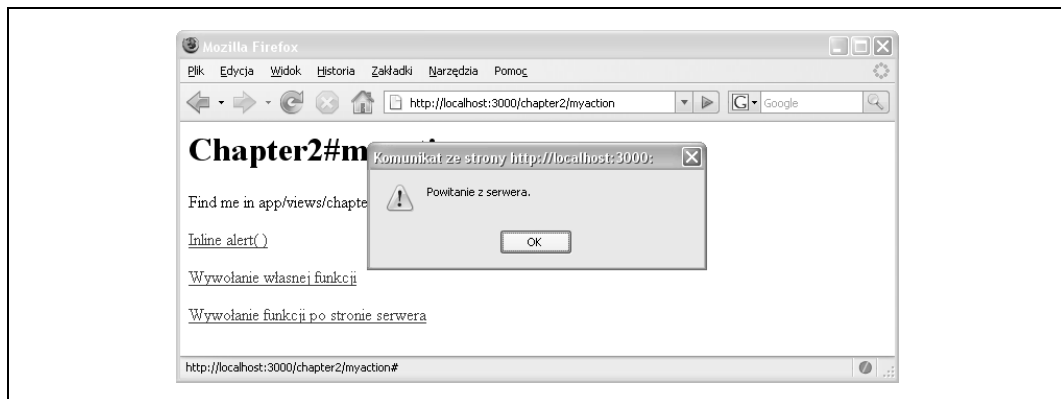 Mozilla Firefox
Plik Edycja Widok Historia Zakładki Narzędzia Pomoc
http://localhost:3000/chapter2/myaction
G Google
Chapter2#m
Komunikat ze strony http://localhost:3000:
Powitanie z serwera.
OK
Find me in app/views/chapte
Inline alert( )
Wywołanie własnej funkcji
Wywołanie funkcji po stronie serwera
http://localhost:3000/chapter2/myaction#